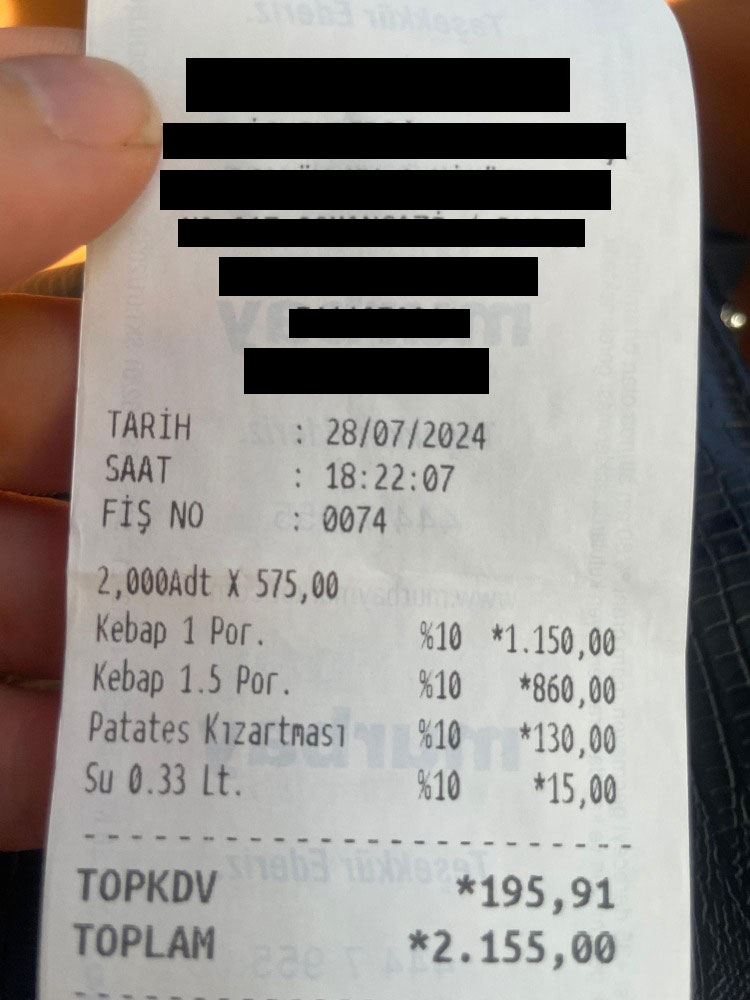 TARİH : 28/07/2024
SAAT : 18:22:07
FİŞ NO : 0074
2,000Adt X 575,00
Kebap 1 Por. %10 *1.150,00
Kebap 1.5 Por. %10 *860,00
Patates Kızartması %10 *130,00
Su 0.33 Lt. %10 *15,00
TOPKDV *195,91
TOPLAM *2.155,00